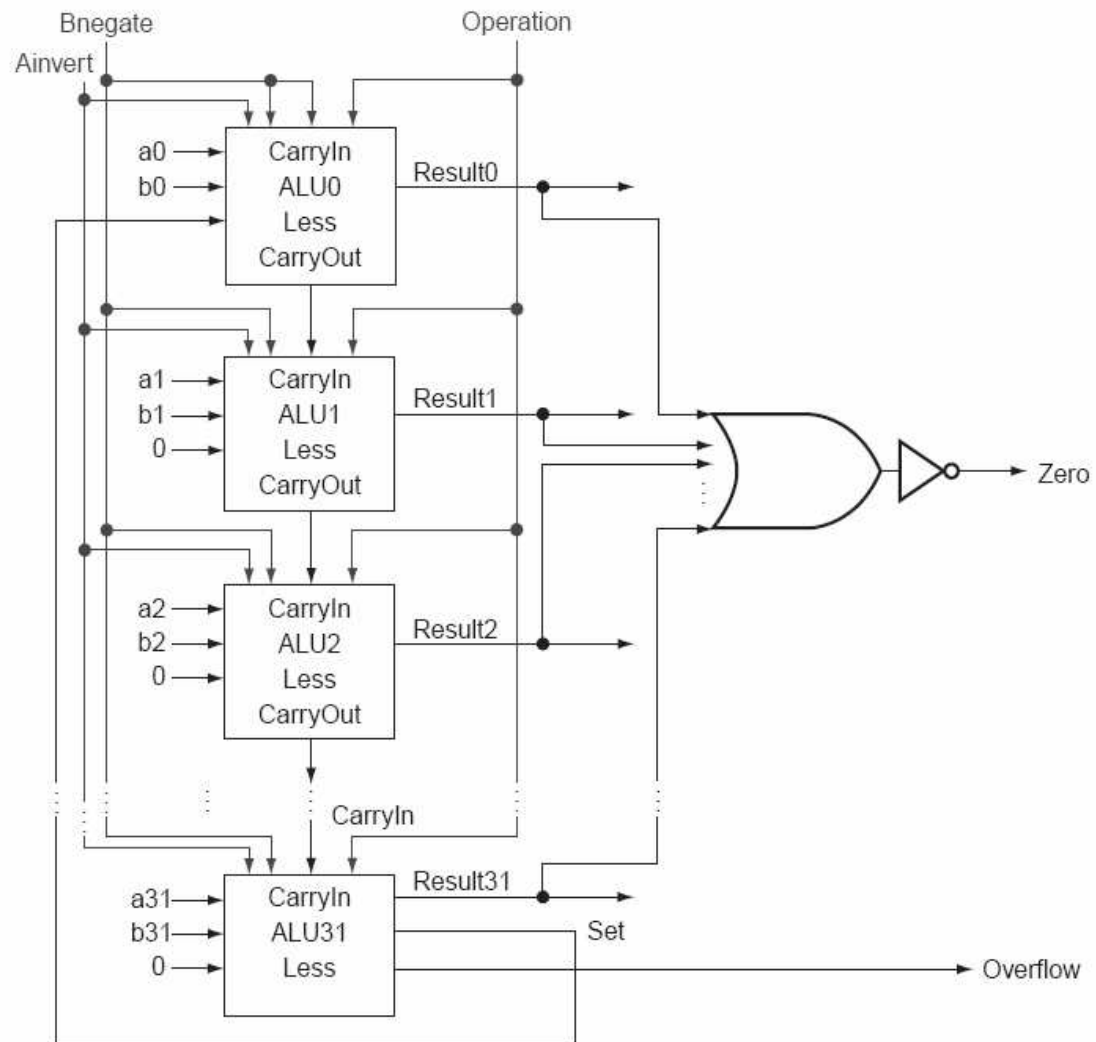 Bnegate
Operation
Ainvert
a0
b0
CarryIn
ALU0
Less
CarryOut
Result0
a1
b1
0
CarryIn
ALU1
Less
CarryOut
Result1
Zero
a2
b2
0
CarryIn
ALU2
Less
CarryOut
Result2
CarryIn
a31
b31
0
CarryIn
ALU31
Less
Result31
Set
Overflow